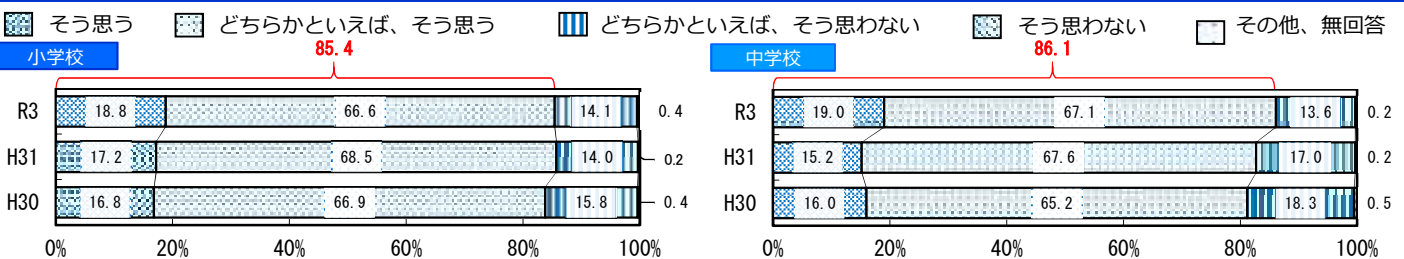 そう思う どちらかといえば、そう思う どちらかといえば、そう思わない そう思わない その他、無回答
小学校 85.4
R3 18.8 66.6 14.1 0.4
H31 17.2 68.5 14.0 0.2
H30 16.8 66.9 15.8 0.4
0% 20% 40% 60% 80% 100%
中学校 86.1
19.0 67.1 13.6 0.2
R3
H31 15.2 67.6 17.0 0.2
H30 16.0 65.2 18.3 0.5
0% 20% 40% 60% 80% 100%